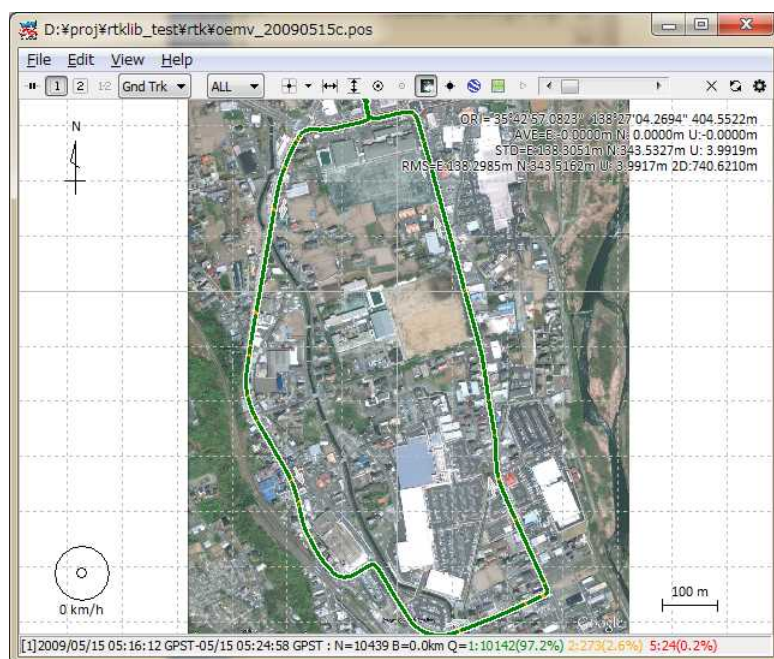 D:¥proj¥rtklib_test¥rtk¥oemv_20090515c.pos
File Edit View Help
1 2 1-2 Gnd Trk ALL
N
ORI=35°42'57.0823" 138°27'04.2694" 404.5522m
AVE=E:-0.0000m N: 0.0000m U:-0.0000m
STD=E:138.3051m N:343.5327m U: 3.9919m
RMS=E:138.2985m N:343.5162m U: 3.9917m 2D:740.6210m
0 km/h
100 m
Google
[1]2009/05/15 05:16:12 GPST-05/15 05:24:58 GPST : N=10439 B=0.0km Q=1:10142(97.2%) 2:273(2.6%) 5:24(0.2%)